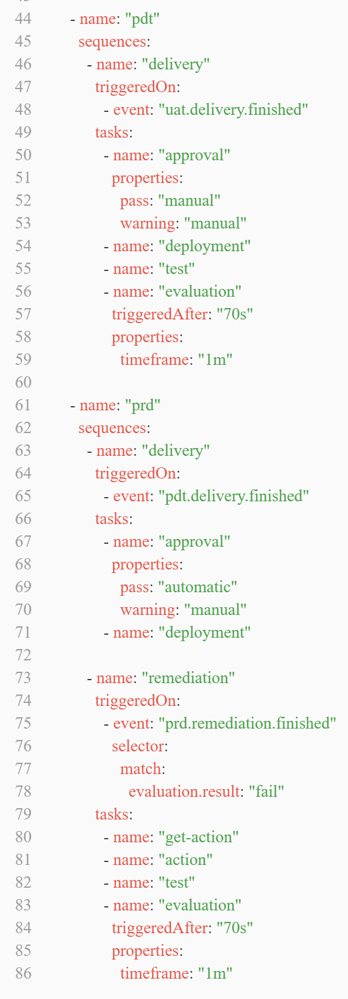 44 - name: "pdt"
45 sequences:
46 - name: "delivery"
47 triggeredOn:
48 - event: "uat.delivery.finished"
49 tasks:
50 - name: "approval"
51 properties:
52 pass: "manual"
53 warning: "manual"
54 - name: "deployment"
55 - name: "test"
56 - name: "evaluation"
57 triggeredAfter: "70s"
58 properties:
59 timeframe: "1m"
60
61 - name: "prd"
62 sequences:
63 - name: "delivery"
64 triggeredOn:
65 - event: "pdt.delivery.finished"
66 tasks:
67 - name: "approval"
68 properties:
69 pass: "automatic"
70 warning: "manual"
71 - name: "deployment"
72
73 - name: "remediation"
74 triggeredOn:
75 - event: "prd.remediation.finished"
76 selector:
77 match:
78 evaluation.result: "fail"
79 tasks:
80 - name: "get-action"
81 - name: "action"
82 - name: "test"
83 - name: "evaluation"
84 triggeredAfter: "70s"
85 properties:
86 timeframe: "1m"